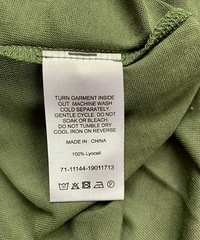 TURN GARMENT INSIDE
OUT. MACHINE WASH
COLD SEPARATELY.
GENTLE CYCLE. DO NOT
SOAK OR BLEACH.
DO NOT TUMBLE DRY
COOL IRON ON REVERSE
MADE IN : CHINA
100% Lyocell
71-11144-19011713